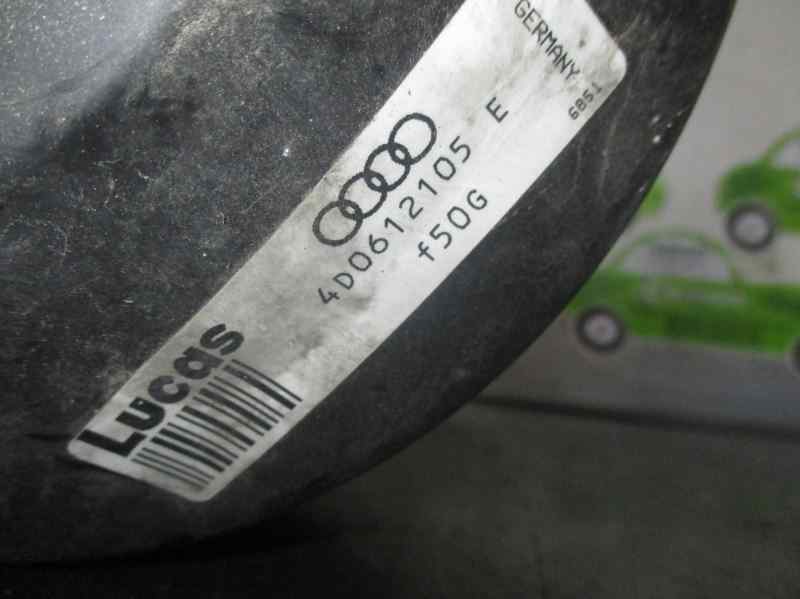 GERMANY
6851
4D0612105 E
f50G
Lucas